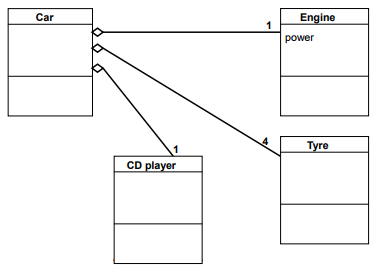 Car
1
Engine
power
4
Tyre
1
CD player